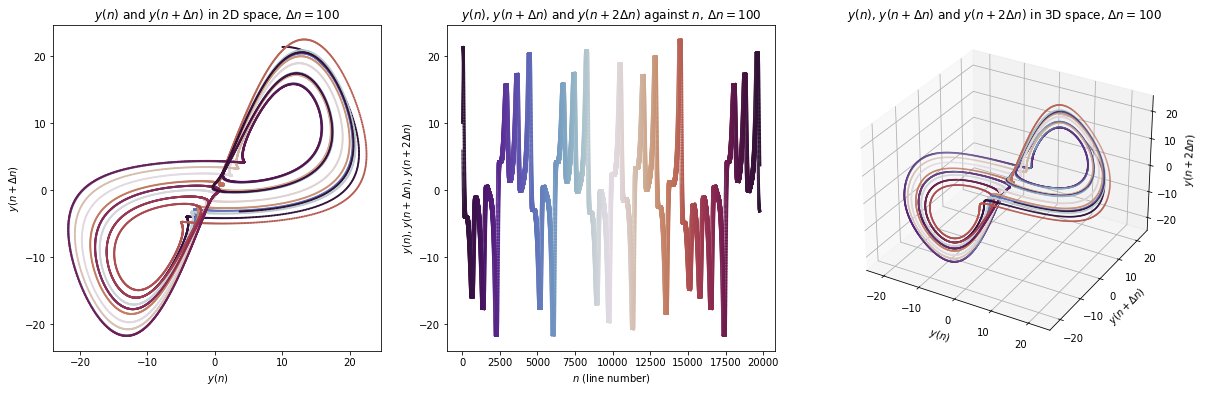 y(n) and y(n + Δn) in 2D space, Δn = 100
20
10
0
−10
−20
y(n + Δn)
−20 −10 0 10 20
y(n)
y(n), y(n + Δn) and y(n + 2Δn) against n, Δn = 100
20
10
0
−10
−20
y(n), y(n + Δn), y(n + 2Δn)
0 2500 5000 7500 10000 12500 15000 17500 20000
n (line number)
y(n), y(n + Δn) and y(n + 2Δn) in 3D space, Δn = 100
20
10
0
−10
−20
y(n + 2Δn)
20
10
0
−10
−20
y(n + Δn)
−20
−10
0
10
20
y(n)